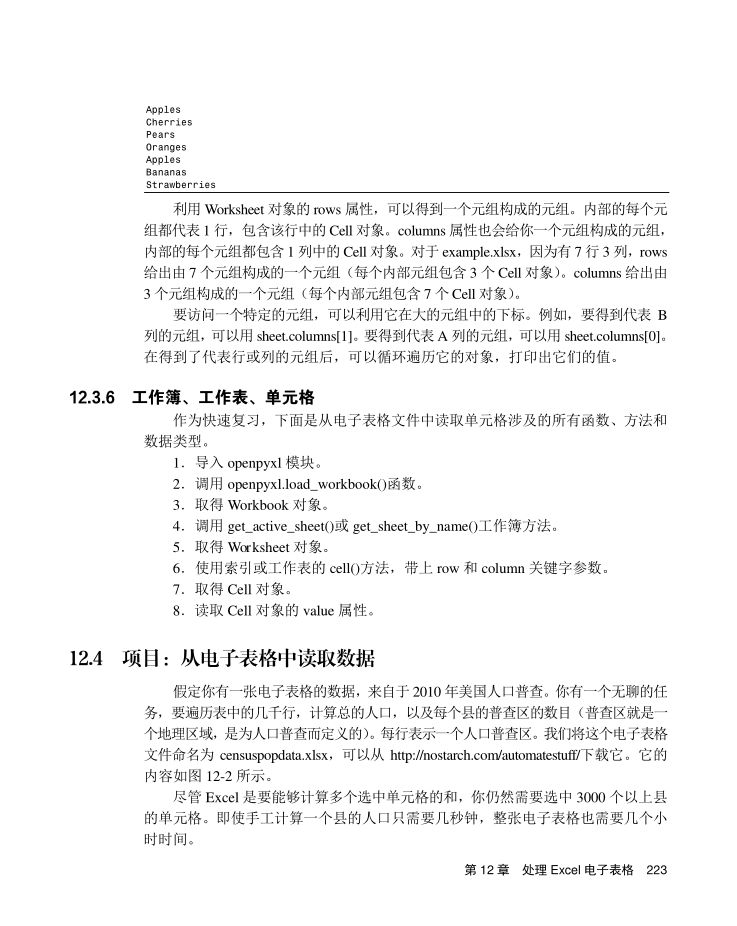 Apples
Cherries
Pears
Oranges
Apples
Bananas
Strawberries
利用 Worksheet 对象的 rows 属性，可以得到一个元组构成的元组。内部的每个元
组都代表 1 行，包含该行中的 Cell 对象。columns 属性也会给你一个元组构成的元组，
内部的每个元组都包含 1 列中的 Cell 对象。对于 example.xlsx，因为有 7 行 3 列，rows
给出由 7 个元组构成的一个元组（每个内部元组包含 3 个 Cell 对象）。columns 给出由
3 个元组构成的一个元组（每个内部元组包含 7 个 Cell 对象）。
要访问一个特定的元组，可以利用它在大的元组中的下标。例如，要得到代表 B
列的元组，可以用 sheet.columns[1]。要得到代表 A 列的元组，可以用 sheet.columns[0]。
在得到了代表行或列的元组后，可以循环遍历它的对象，打印出它们的值。
12.3.6 工作簿、工作表、单元格
作为快速复习，下面是从电子表格文件中读取单元格涉及的所有函数、方法和
数据类型。
1．导入 openpyxl 模块。
2．调用 openpyxl.load_workbook()函数。
3．取得 Workbook 对象。
4．调用 get_active_sheet()或 get_sheet_by_name()工作簿方法。
5．取得 Worksheet 对象。
6．使用索引或工作表的 cell()方法，带上 row 和 column 关键字参数。
7．取得 Cell 对象。
8．读取 Cell 对象的 value 属性。
12.4 项目：从电子表格中读取数据
假定你有一张电子表格的数据，来自于 2010 年美国人口普查。你有一个无聊的任
务，要遍历表中的几千行，计算总的人口，以及每个县的普查区的数目（普查区就是一
个地理区域，是为人口普查而定义的）。每行表示一个人口普查区。我们将这个电子表格
文件命名为 censuspopdata.xlsx，可以从 http://nostarch.com/automatestuff/下载它。它的
内容如图 12-2 所示。
尽管 Excel 是要能够计算多个选中单元格的和，你仍然需要选中 3000 个以上县
的单元格。即使手工计算一个县的人口只需要几秒钟，整张电子表格也需要几个小
时时间。
第 12 章 处理 Excel 电子表格 223